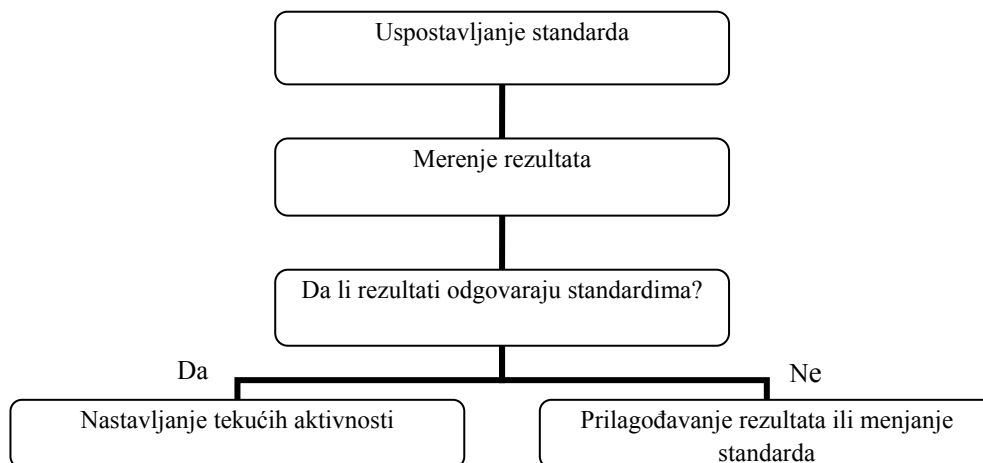 Uspostavljanje standarda
Merenje rezultata
Da li rezultati odgovaraju standardima?
Da
Ne
Nastavljanje tekućih aktivnosti
Prilagođavanje rezultata ili menjanje
standarda